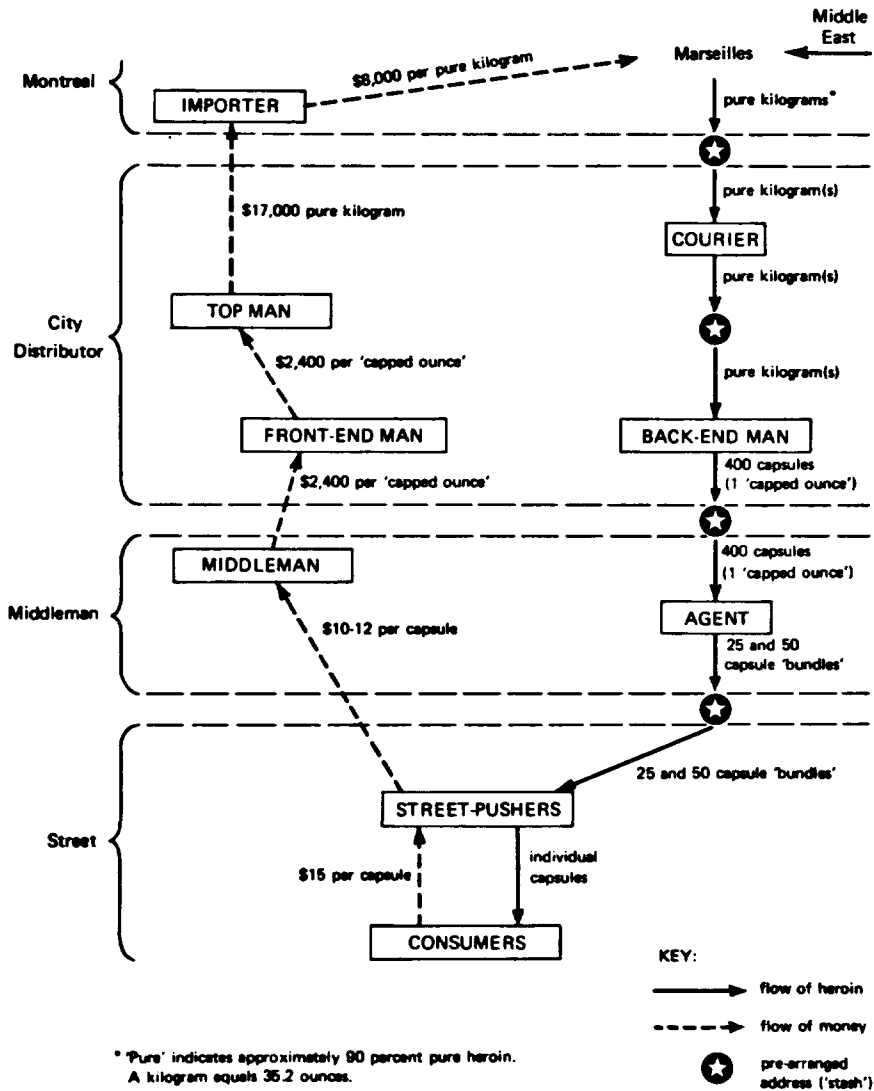 Middle
East
Montreal
$8,000 per pure kilogram
Marseilles
IMPORTER
pure kilograms*
$17,000 pure kilogram
pure kilogram(s)
COURIER
pure kilogram(s)
TOP MAN
City
Distributor
$2,400 per 'capped ounce'
pure kilogram(s)
FRONT-END MAN
BACK-END MAN
$2,400 per 'capped ounce'
400 capsules
(1 'capped ounce')
MIDDLEMAN
400 capsules
(1 'capped ounce')
Middleman
$10-12 per capsule
AGENT
25 and 50
capsule 'bundles'
25 and 50 capsule 'bundles'
STREET-PUSHERS
Street
$15 per capsule
individual
capsules
CONSUMERS
KEY:
flow of heroin
flow of money
pre-arranged
address ('stash')
* 'Pure' indicates approximately 90 percent pure heroin.
A kilogram equals 35.2 ounces.